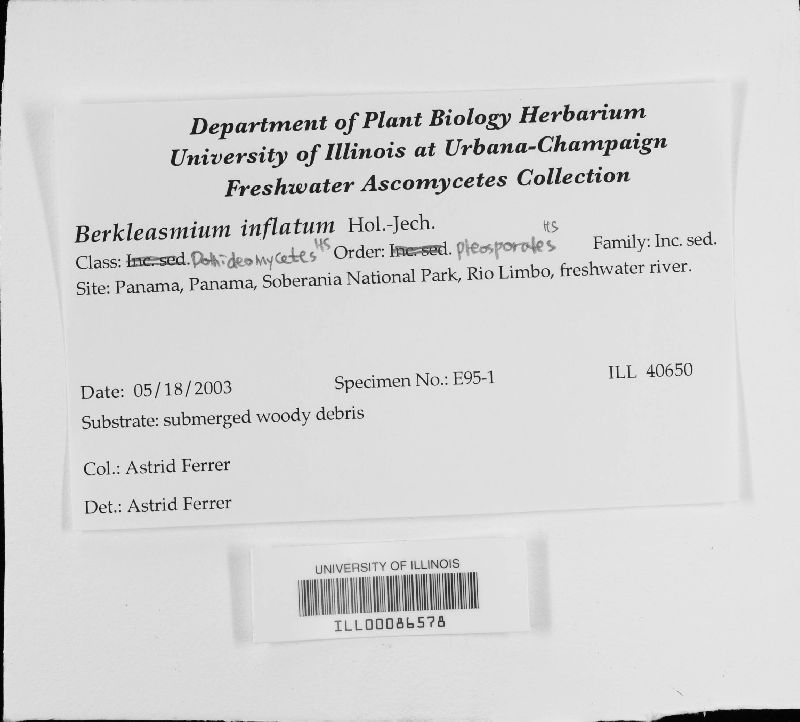 Department of Plant Biology Herbarium
University of Illinois at Urbana-Champaign
Freshwater Ascomycetes Collection
Berkleasmium inflatum Hol.-Jech.
Class: Inc. sed. Dothideomycetes HS Order: Inc. sed. pleosporales HS Family: Inc. sed.
Site: Panama, Panama, Soberania National Park, Rio Limbo, freshwater river.
Date: 05/18/2003 Specimen No.: E95-1 ILL 40650
Substrate: submerged woody debris
Col.: Astrid Ferrer
Det.: Astrid Ferrer
UNIVERSITY OF ILLINOIS
ILL00086578